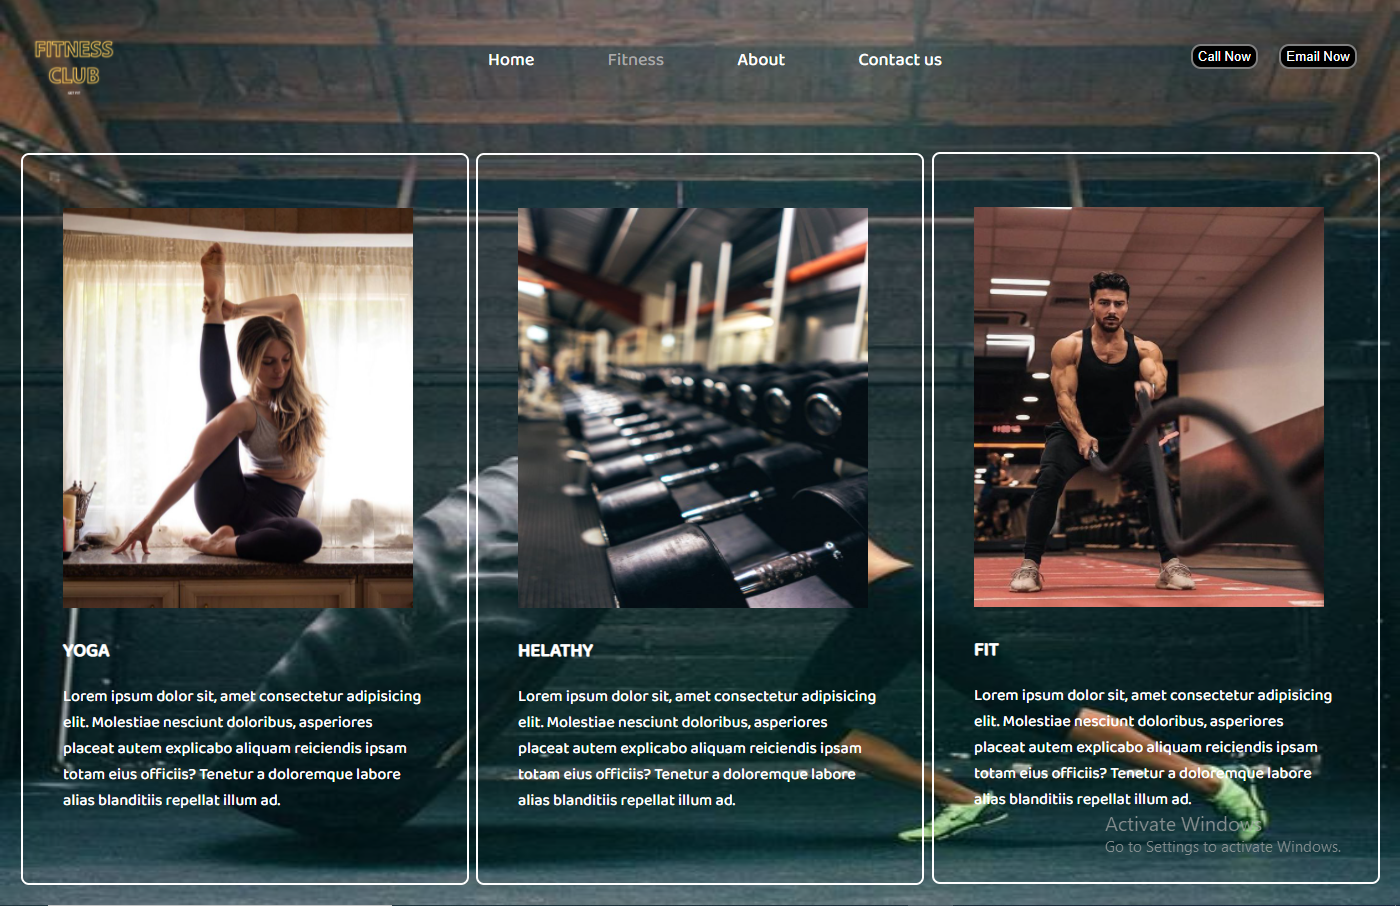 FITNESS
CLUB
GET FIT
Home
Fitness
About
Contact us
Call Now
Email Now
YOGA
Lorem ipsum dolor sit, amet consectetur adipisicing
elit. Molestiae nesciunt doloribus, asperiores
placeat autem explicabo aliquam reiciendis ipsam
totam eius officiis? Tenetur a doloremque labore
alias blanditiis repellat illum ad.
HELATHY
Lorem ipsum dolor sit, amet consectetur adipisicing
elit. Molestiae nesciunt doloribus, asperiores
placeat autem explicabo aliquam reiciendis ipsam
totam eius officiis? Tenetur a doloremque labore
alias blanditiis repellat illum ad.
FIT
Lorem ipsum dolor sit, amet consectetur adipisicing
elit. Molestiae nesciunt doloribus, asperiores
placeat autem explicabo aliquam reiciendis ipsam
totam eius officiis? Tenetur a doloremque labore
alias blanditiis repellat illum ad.
Activate Windows
Go to Settings to activate Windows.